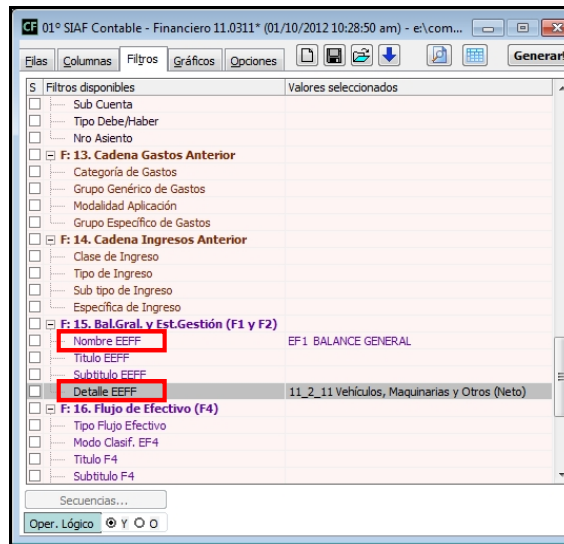 CF 01º SIAF Contable - Financiero 11.0311* (01/10/2012 10:28:50 am) - e:\com...
Filas Columnas Filtros Gráficos Opciones Generar!
S Filtros disponibles Valores seleccionados
Sub Cuenta
Tipo Debe/Haber
Nro Asiento
F: 13. Cadena Gastos Anterior
Categoría de Gastos
Grupo Genérico de Gastos
Modalidad Aplicación
Grupo Específico de Gastos
F: 14. Cadena Ingresos Anterior
Clase de Ingreso
Tipo de Ingreso
Sub tipo de Ingreso
Específica de Ingreso
F: 15. Bal.Gral. y Est.Gestión (F1 y F2)
Nombre EEFF EF1 BALANCE GENERAL
Titulo EEFF
Subtitulo EEFF
Detalle EEFF 11_2_11 Vehículos, Maquinarias y Otros (Neto)
F: 16. Flujo de Efectivo (F4)
Tipo Flujo Efectivo
Modo Clasif. EF4
Titulo F4
Subtitulo F4
Secuencias...
Oper. Lógico Y O